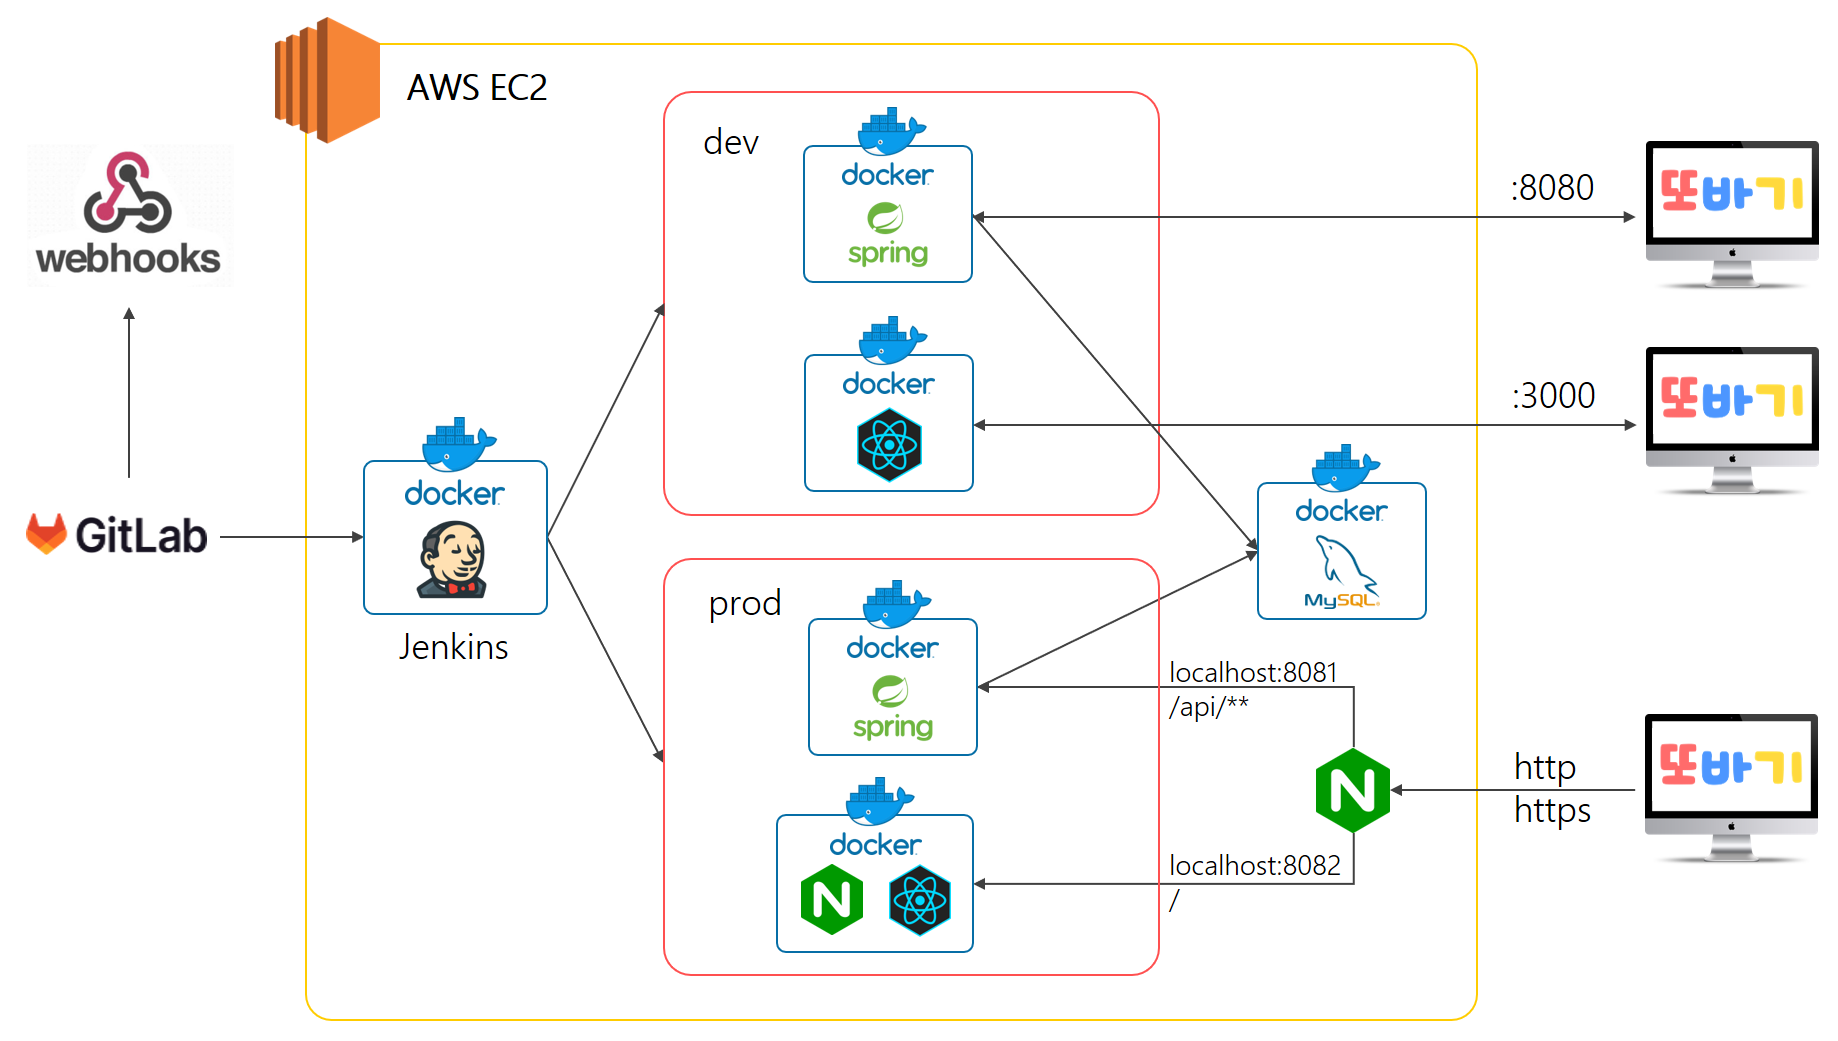 AWS EC2
webhooks
GitLab
docker
Jenkins
dev
docker
spring
docker
prod
docker
spring
docker
docker
MySQL
localhost:8081
/api/**
localhost:8082
/
:8080
또바기
:3000
또바기
http
https
또바기